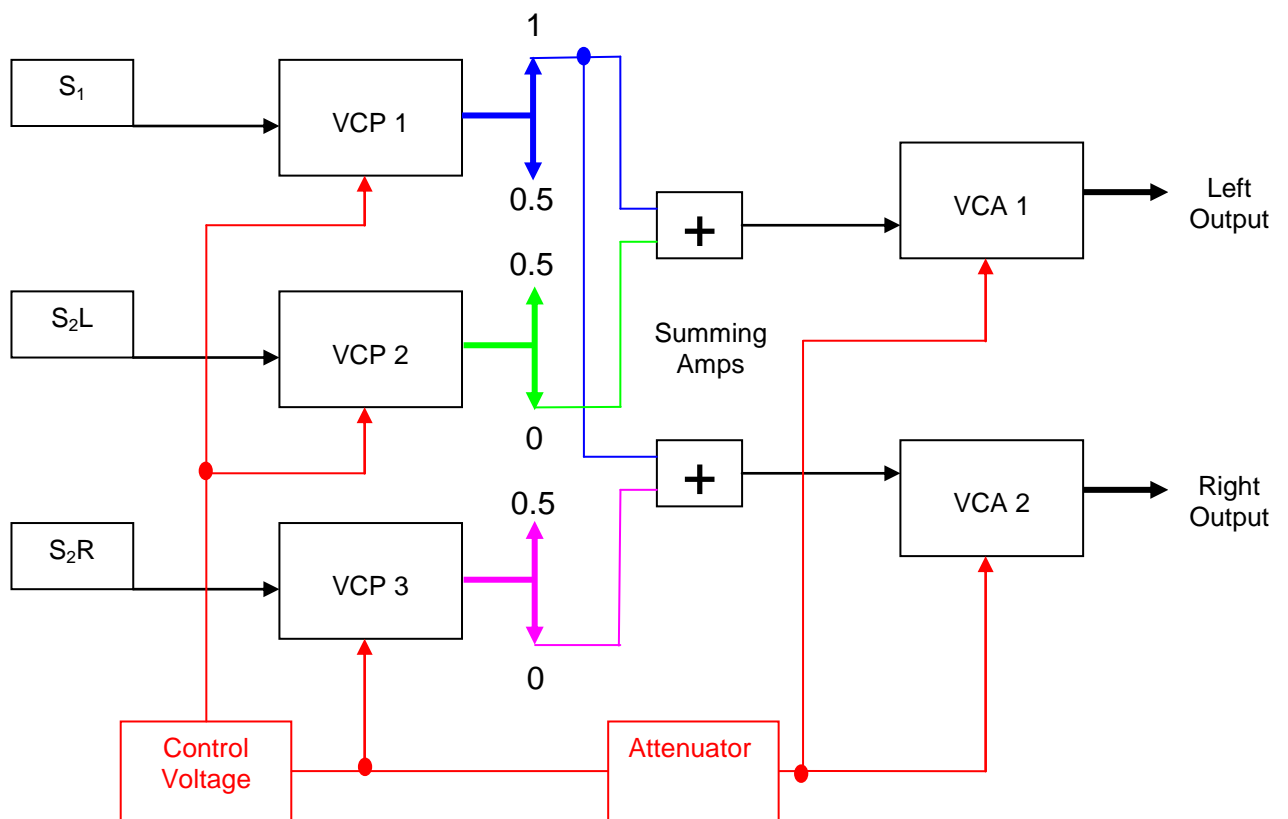 1
S₁
VCP 1
0.5
+
VCA 1
Left
Output
0.5
S₂L
VCP 2
Summing
Amps
0
+
VCA 2
Right
Output
0.5
S₂R
VCP 3
0
Control
Voltage
Attenuator